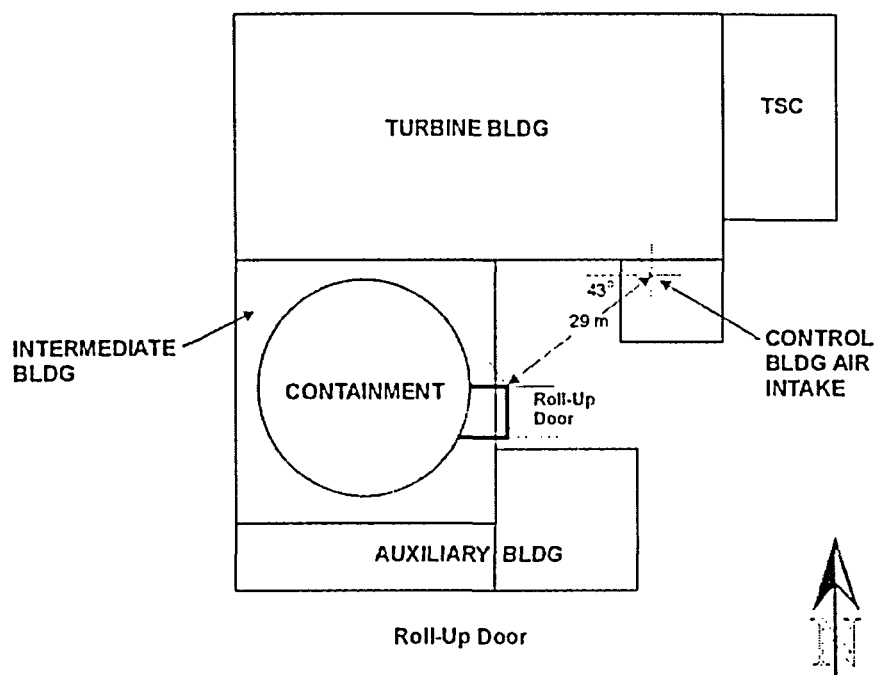 TURBINE BLDG
TSC
43°
29 m
INTERMEDIATE
BLDG
CONTAINMENT
Roll-Up
Door
CONTROL
BLDG AIR
INTAKE
AUXILIARY BLDG
Roll-Up Door
N